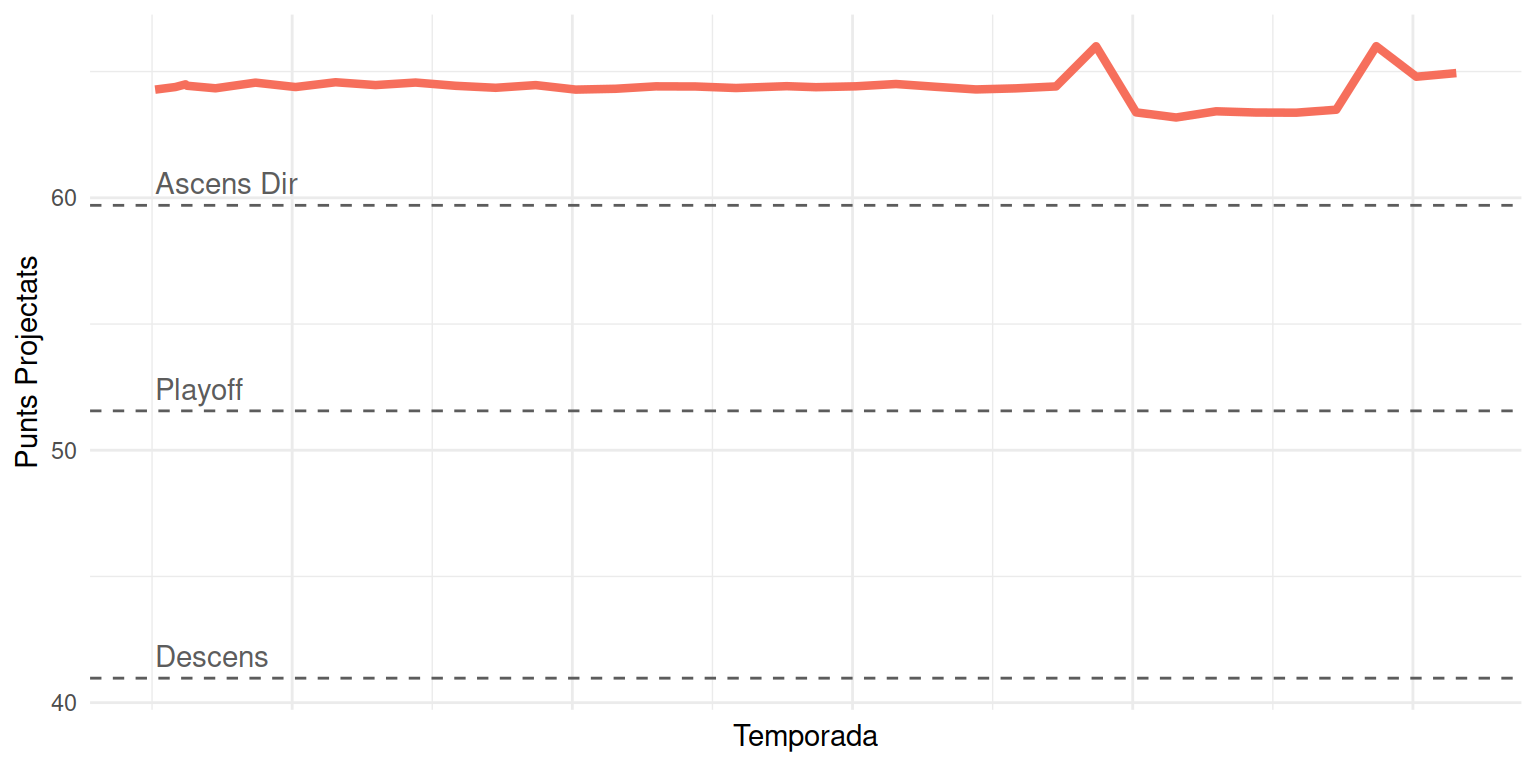 Ascens Dir
60
Playoff
50
Descens
40
Punts Projectats
Temporada